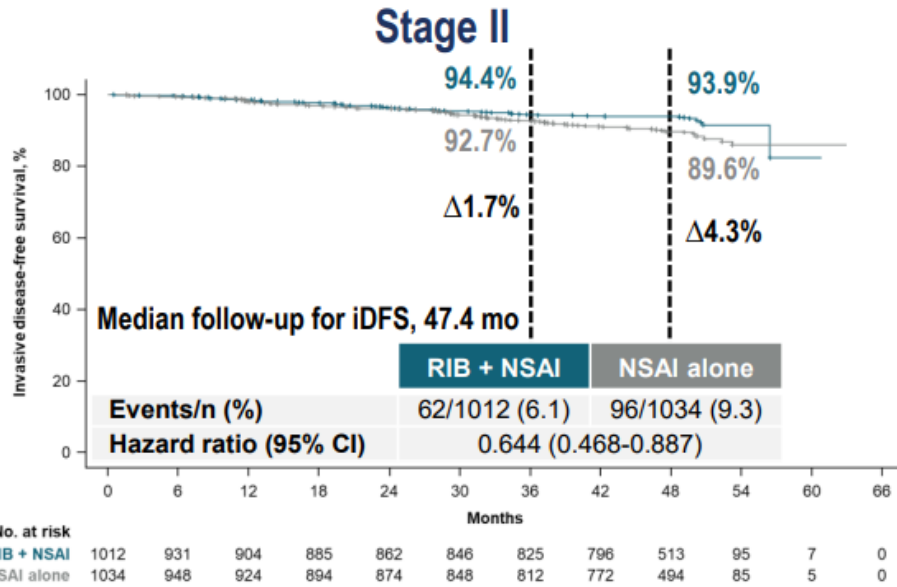 Stage II
94.4%
93.9%
92.7%
89.6%
Δ1.7%
Δ4.3%
Invasive disease-free survival, %
100
80
60
40
20
0
Median follow-up for iDFS, 47.4 mo
RIB + NSAI NSAI alone
Events/n (%) 62/1012 (6.1) 96/1034 (9.3)
Hazard ratio (95% CI) 0.644 (0.468-0.887)
0 6 12 18 24 30 36 42 48 54 60 66
Months
No. at risk
RIB + NSAI 1012 931 904 885 862 846 825 796 513 95 7 0
SAI alone 1034 948 924 894 874 848 812 772 494 85 5 0